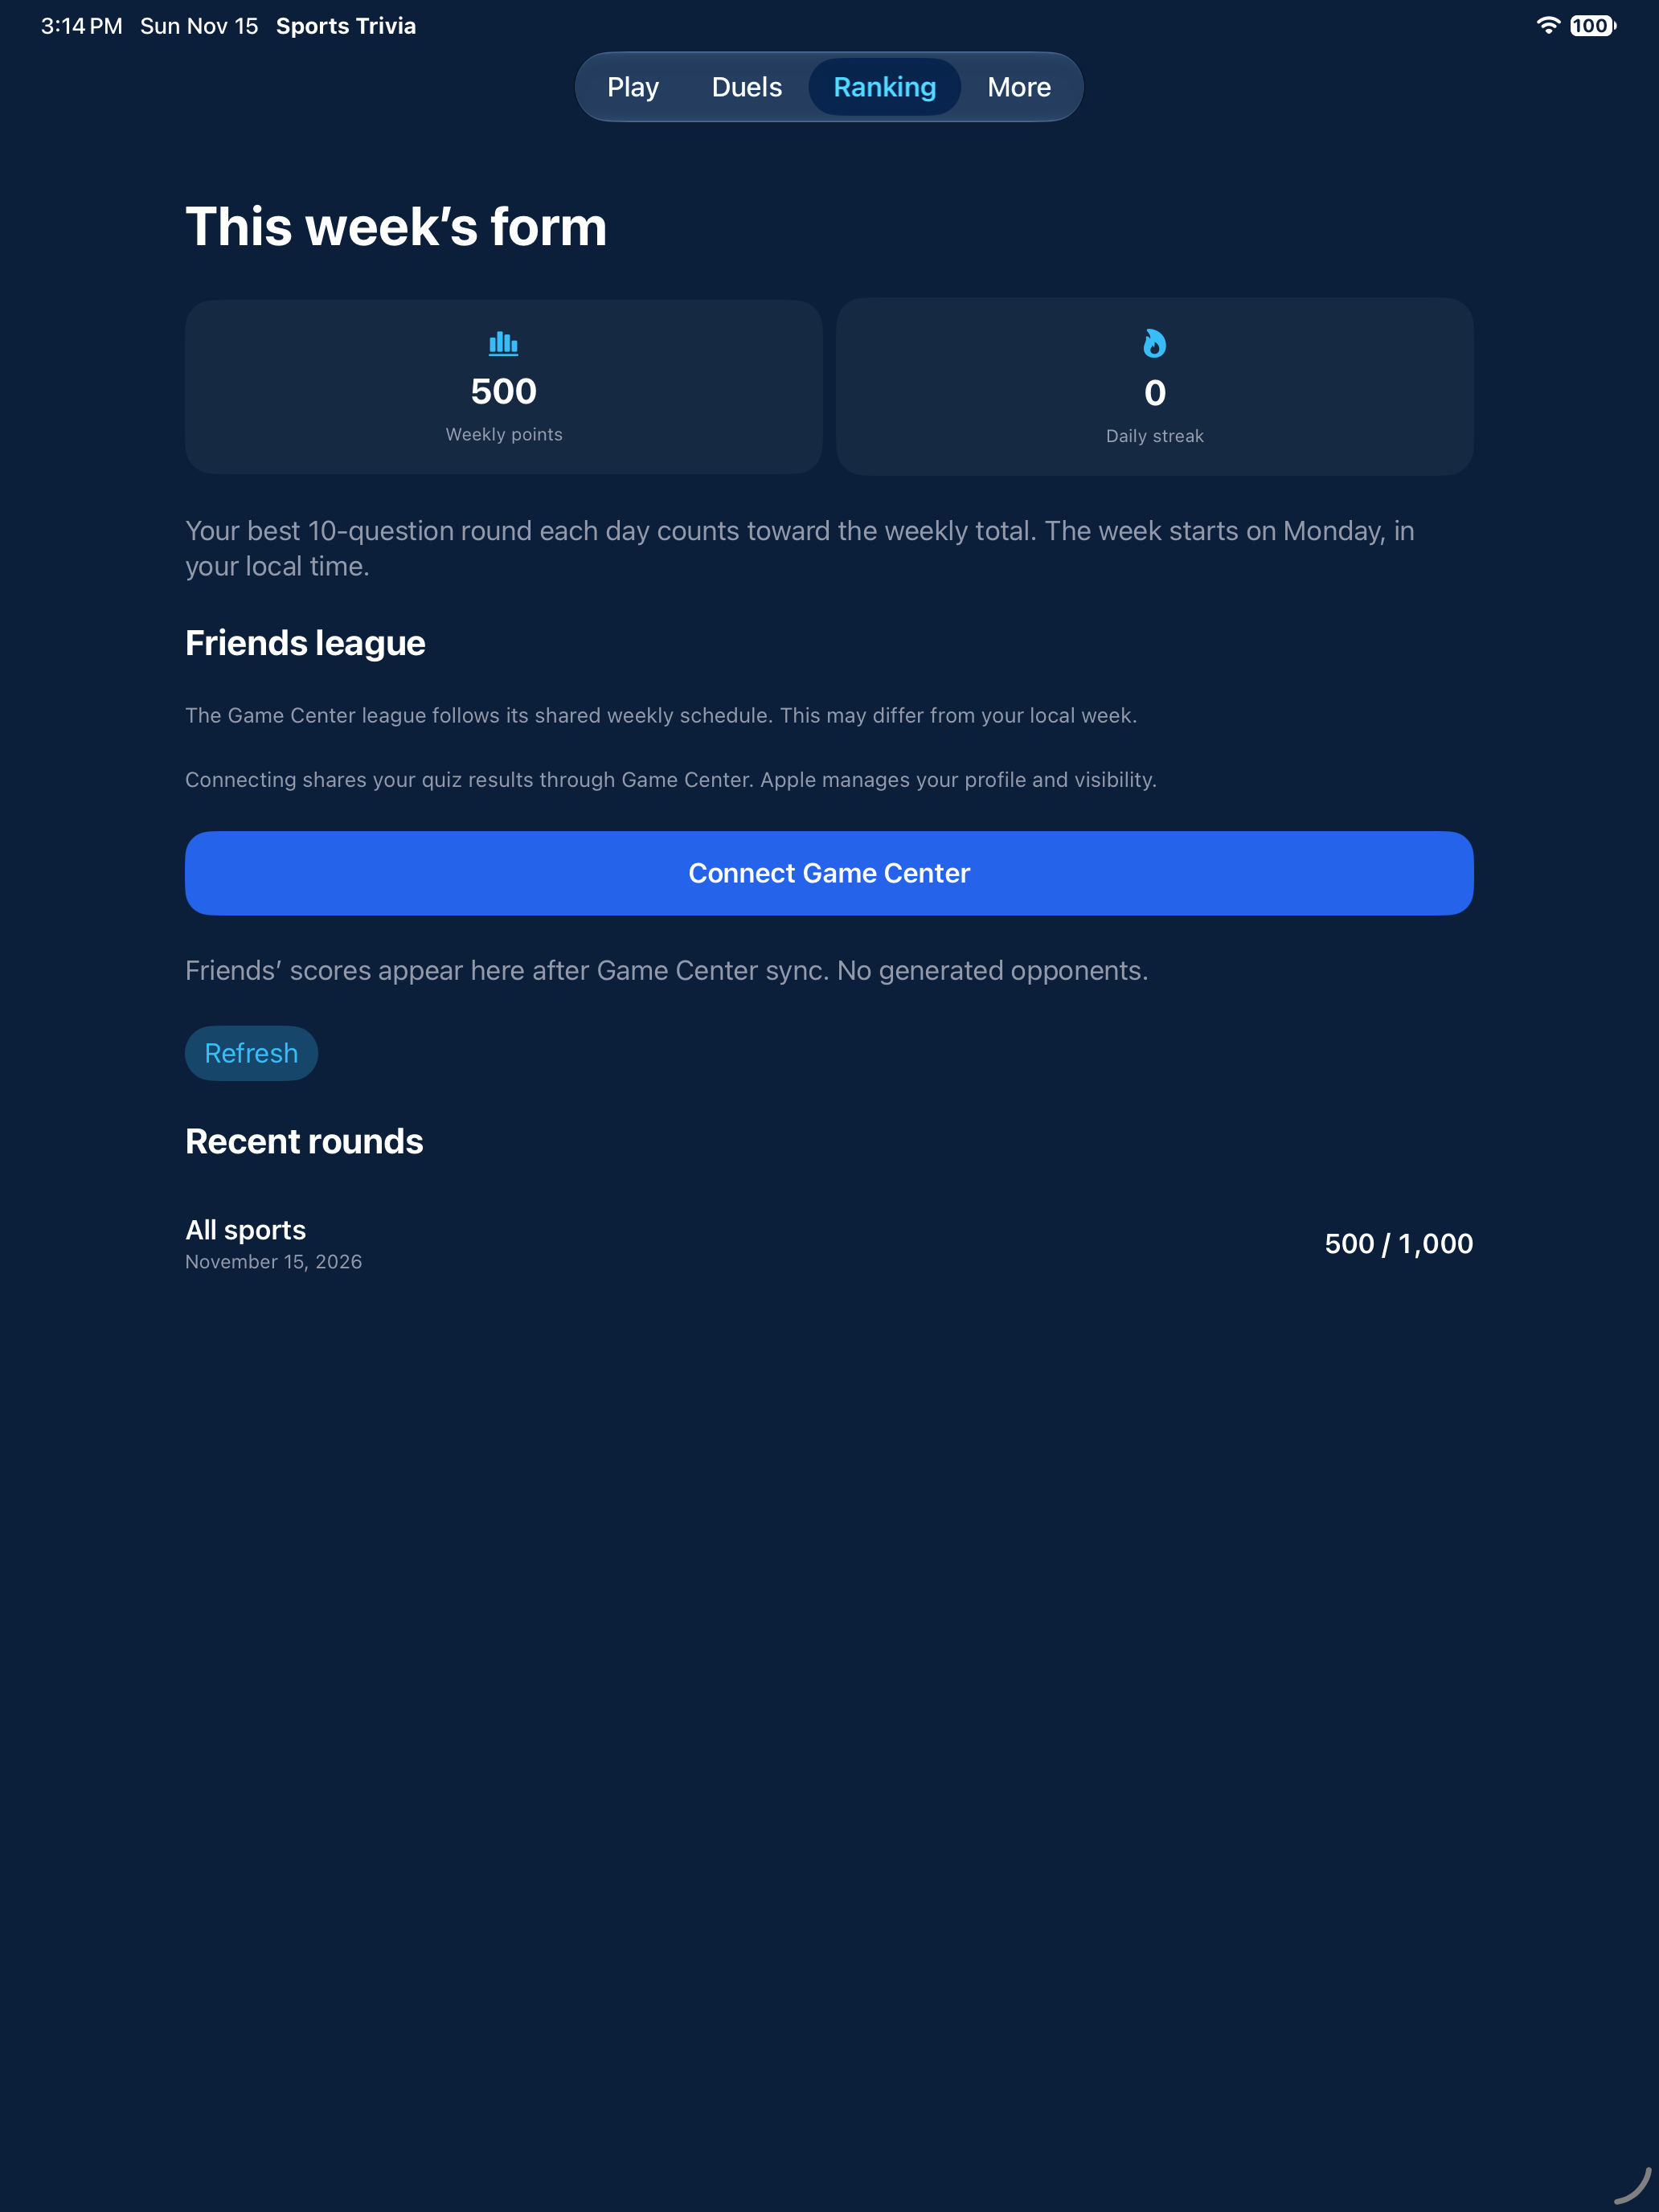 3:14 PM Sun Nov 15 Sports Trivia
100
Play Duels Ranking More
This week’s form
500
Weekly points
0
Daily streak
Your best 10-question round each day counts toward the weekly total. The week starts on Monday, in
your local time.
Friends league
The Game Center league follows its shared weekly schedule. This may differ from your local week.
Connecting shares your quiz results through Game Center. Apple manages your profile and visibility.
Connect Game Center
Friends’ scores appear here after Game Center sync. No generated opponents.
Refresh
Recent rounds
All sports
November 15, 2026
500 / 1,000